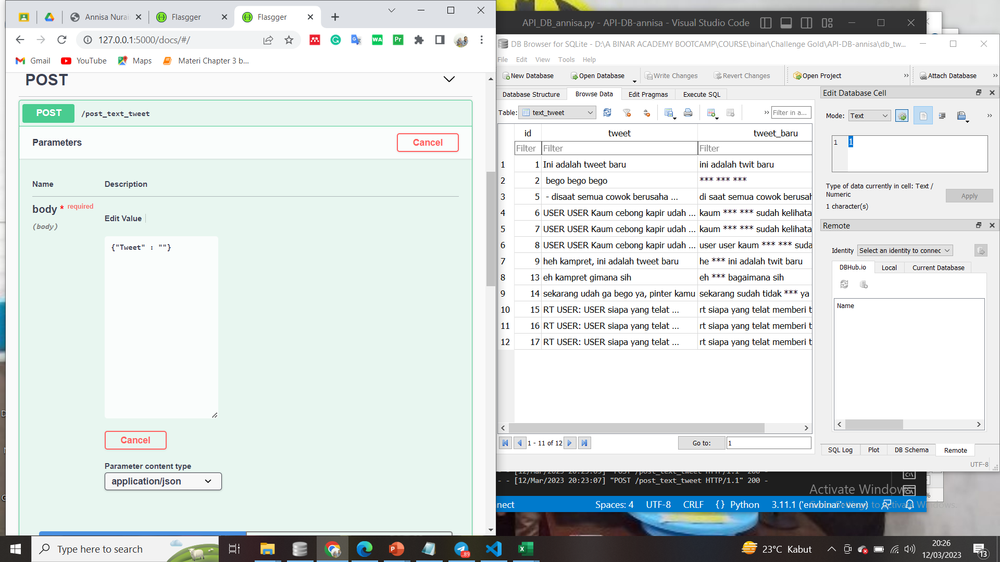 Annisa Nurai
Flasgger
Flasgger
127.0.0.1:5000/docs/#/
Gmail
YouTube
Maps
Materi Chapter 3 b...
POST
POST /post_text_tweet
Parameters
Cancel
Name Description
body * required
(body)
Edit Value
{"Tweet" : ""}
Cancel
Parameter content type
application/json
API_DB_annisa.py - API-DB-annisa - Visual Studio Code
DB Browser for SQLite - D:\A BINAR ACADEMY BOOTCAMP\COURSE\binar\Challenge Gold\API-DB-annisa\db_tw...
File Edit View Tools Help
New Database Open Database Write Changes Revert Changes Open Project Attach Database
Database Structure Browse Data Edit Pragmas Execute SQL
Table: text_tweet Filter in a...
id tweet tweet_baru
Filter Filter Filter
1 1 Ini adalah tweet baru ini adalah twit baru
2 2 bego bego bego *** *** ***
3 5 - disaat semua cowok berusaha ... di saat semua cowok berusah
4 6 USER USER Kaum cebong kapir udah ... kaum *** *** sudah kelihata
5 7 USER USER Kaum cebong kapir udah ... kaum *** *** sudah kelihata
6 8 USER USER Kaum cebong kapir udah ... user user kaum *** *** suda
7 9 heh kampret, ini adalah tweet baru he *** ini adalah twit baru
8 13 eh kampret gimana sih eh *** bagaimana sih
9 14 sekarang udah ga bego ya, pinter kamu sekarang sudah tidak *** ya
10 15 RT USER: USER siapa yang telat ... rt siapa yang telat memberi t
11 16 RT USER: USER siapa yang telat ... rt siapa yang telat memberi t
12 17 RT USER: USER siapa yang telat ... rt siapa yang telat memberi t
1 - 11 of 12 Go to: 1
Edit Database Cell
Mode: Text
1 1
Type of data currently in cell: Text /
Numeric
1 character(s)
Apply
Remote
Identity Select an identity to connec
DBHub.io Local Current Database
Name
SQL Log Plot DB Schema Remote
UTF-8
- - [12/Mar/2023 20:23:07] "POST /post_text_tweet HTTP/1.1" 200 -
Activate Windows
Go to Settings to activate Windows.
nnect Spaces: 4 UTF-8 CRLF {} Python 3.11.1 ('envbinar': venv)
Type here to search
..89
23°C Kabut
20:26
12/03/2023
13